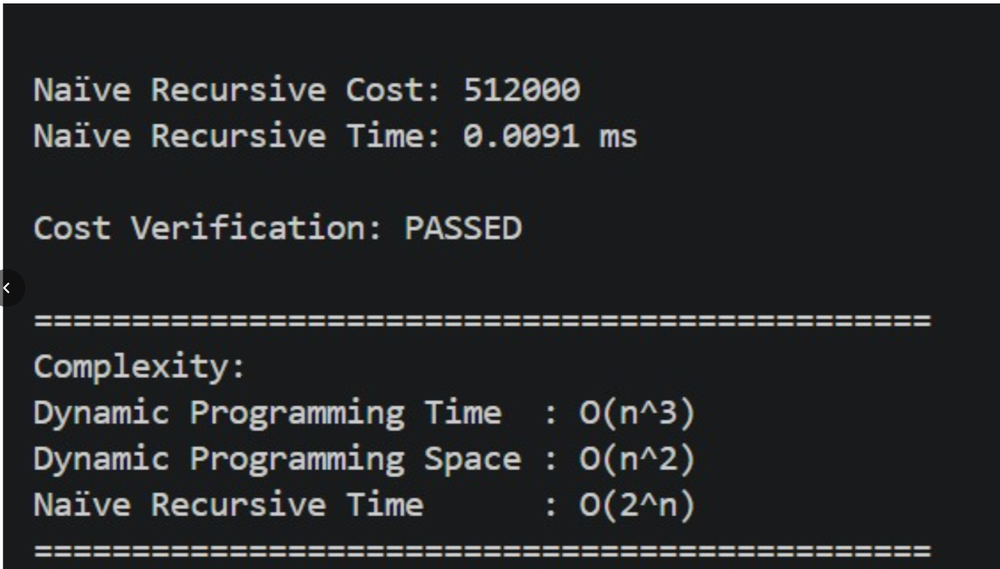 Naïve Recursive Cost: 512000
Naïve Recursive Time: 0.0091 ms
Cost Verification: PASSED
==============================================
Complexity:
Dynamic Programming Time  : O(n^3)
Dynamic Programming Space : O(n^2)
Naïve Recursive Time      : O(2^n)
==============================================